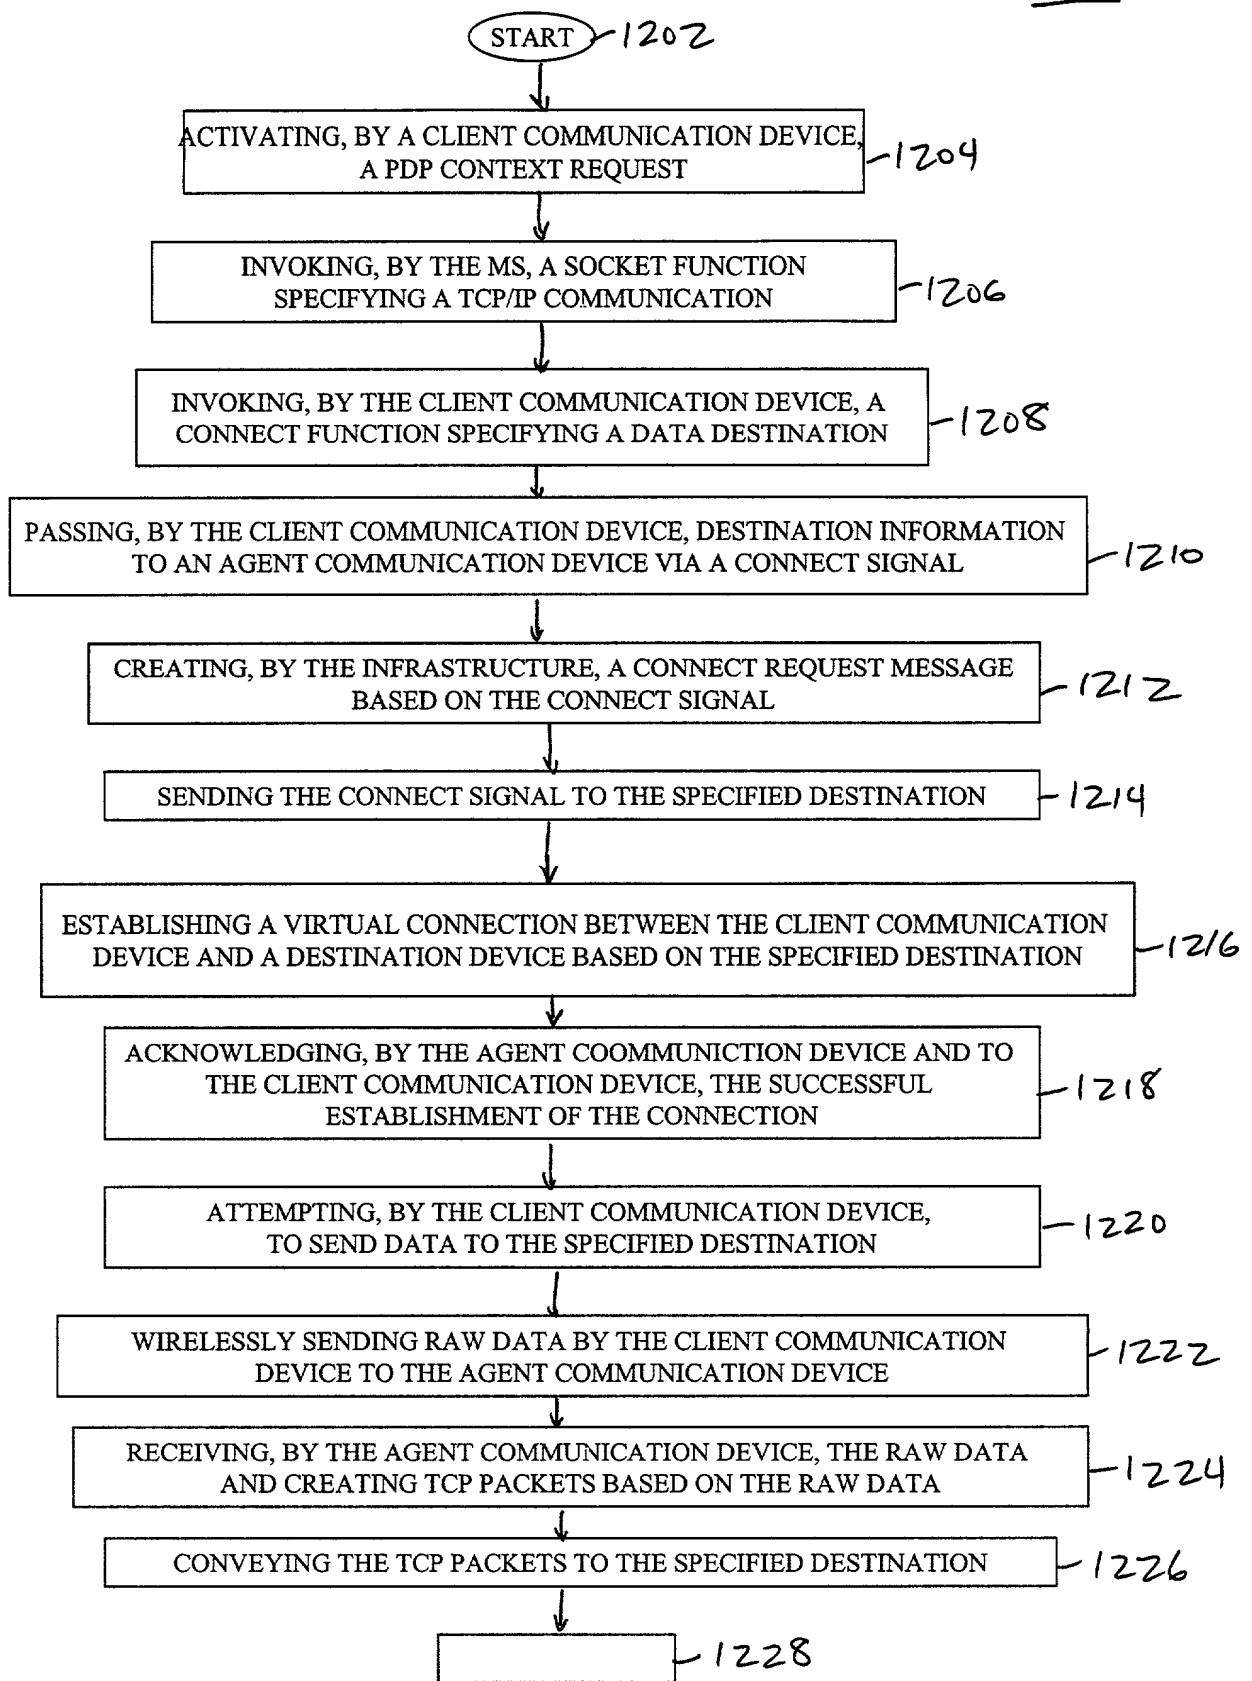 START 1202
ACTIVATING, BY A CLIENT COMMUNICATION DEVICE,
A PDP CONTEXT REQUEST
1204
INVOKING, BY THE MS, A SOCKET FUNCTION
SPECIFYING A TCP/IP COMMUNICATION
1206
INVOKING, BY THE CLIENT COMMUNICATION DEVICE, A
CONNECT FUNCTION SPECIFYING A DATA DESTINATION
1208
PASSING, BY THE CLIENT COMMUNICATION DEVICE, DESTINATION INFORMATION
TO AN AGENT COMMUNICATION DEVICE VIA A CONNECT SIGNAL
1210
CREATING, BY THE INFRASTRUCTURE, A CONNECT REQUEST MESSAGE
BASED ON THE CONNECT SIGNAL
1212
SENDING THE CONNECT SIGNAL TO THE SPECIFIED DESTINATION
1214
ESTABLISHING A VIRTUAL CONNECTION BETWEEN THE CLIENT COMMUNICATION
DEVICE AND A DESTINATION DEVICE BASED ON THE SPECIFIED DESTINATION
1216
ACKNOWLEDGING, BY THE AGENT COOMMUNICTION DEVICE AND TO
THE CLIENT COMMUNICATION DEVICE, THE SUCCESSFUL
ESTABLISHMENT OF THE CONNECTION
1218
ATTEMPTING, BY THE CLIENT COMMUNICATION DEVICE,
TO SEND DATA TO THE SPECIFIED DESTINATION
1220
WIRELESSLY SENDING RAW DATA BY THE CLIENT COMMUNICATION
DEVICE TO THE AGENT COMMUNICATION DEVICE
1222
RECEIVING, BY THE AGENT COMMUNICATION DEVICE, THE RAW DATA
AND CREATING TCP PACKETS BASED ON THE RAW DATA
1224
CONVEYING THE TCP PACKETS TO THE SPECIFIED DESTINATION
1226
1228